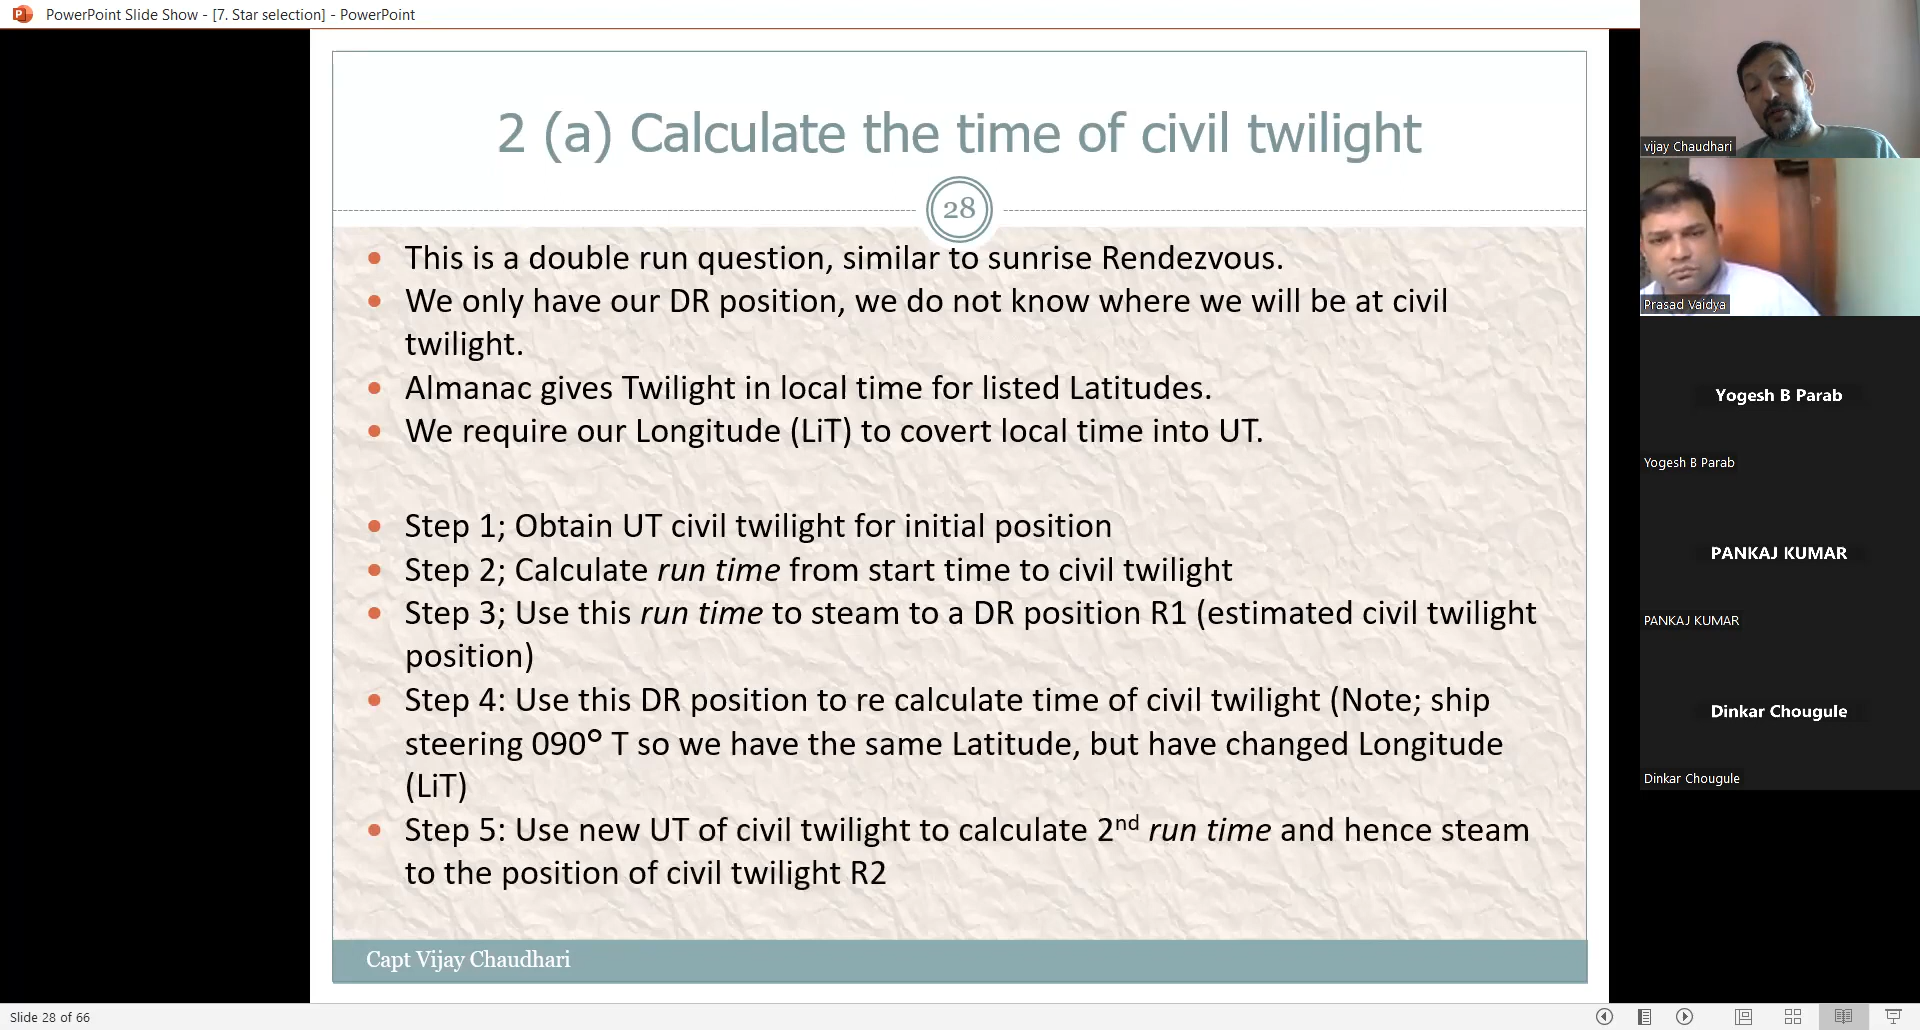 PowerPoint Slide Show - [7. Star selection] - PowerPoint
2 (a) Calculate the time of civil twilight
28
This is a double run question, similar to sunrise Rendezvous.
We only have our DR position, we do not know where we will be at civil
twilight.
Almanac gives Twilight in local time for listed Latitudes.
We require our Longitude (LiT) to covert local time into UT.
Step 1; Obtain UT civil twilight for initial position
Step 2; Calculate run time from start time to civil twilight
Step 3; Use this run time to steam to a DR position R1 (estimated civil twilight
position)
Step 4: Use this DR position to re calculate time of civil twilight (Note; ship
steering 090° T so we have the same Latitude, but have changed Longitude
(LiT)
Step 5: Use new UT of civil twilight to calculate 2nd run time and hence steam
to the position of civil twilight R2
Capt Vijay Chaudhari
Slide 28 of 66
vijay Chaudhari
Prasad Vaidya
Yogesh B Parab
Yogesh B Parab
PANKAJ KUMAR
PANKAJ KUMAR
Dinkar Chougule
Dinkar Chougule